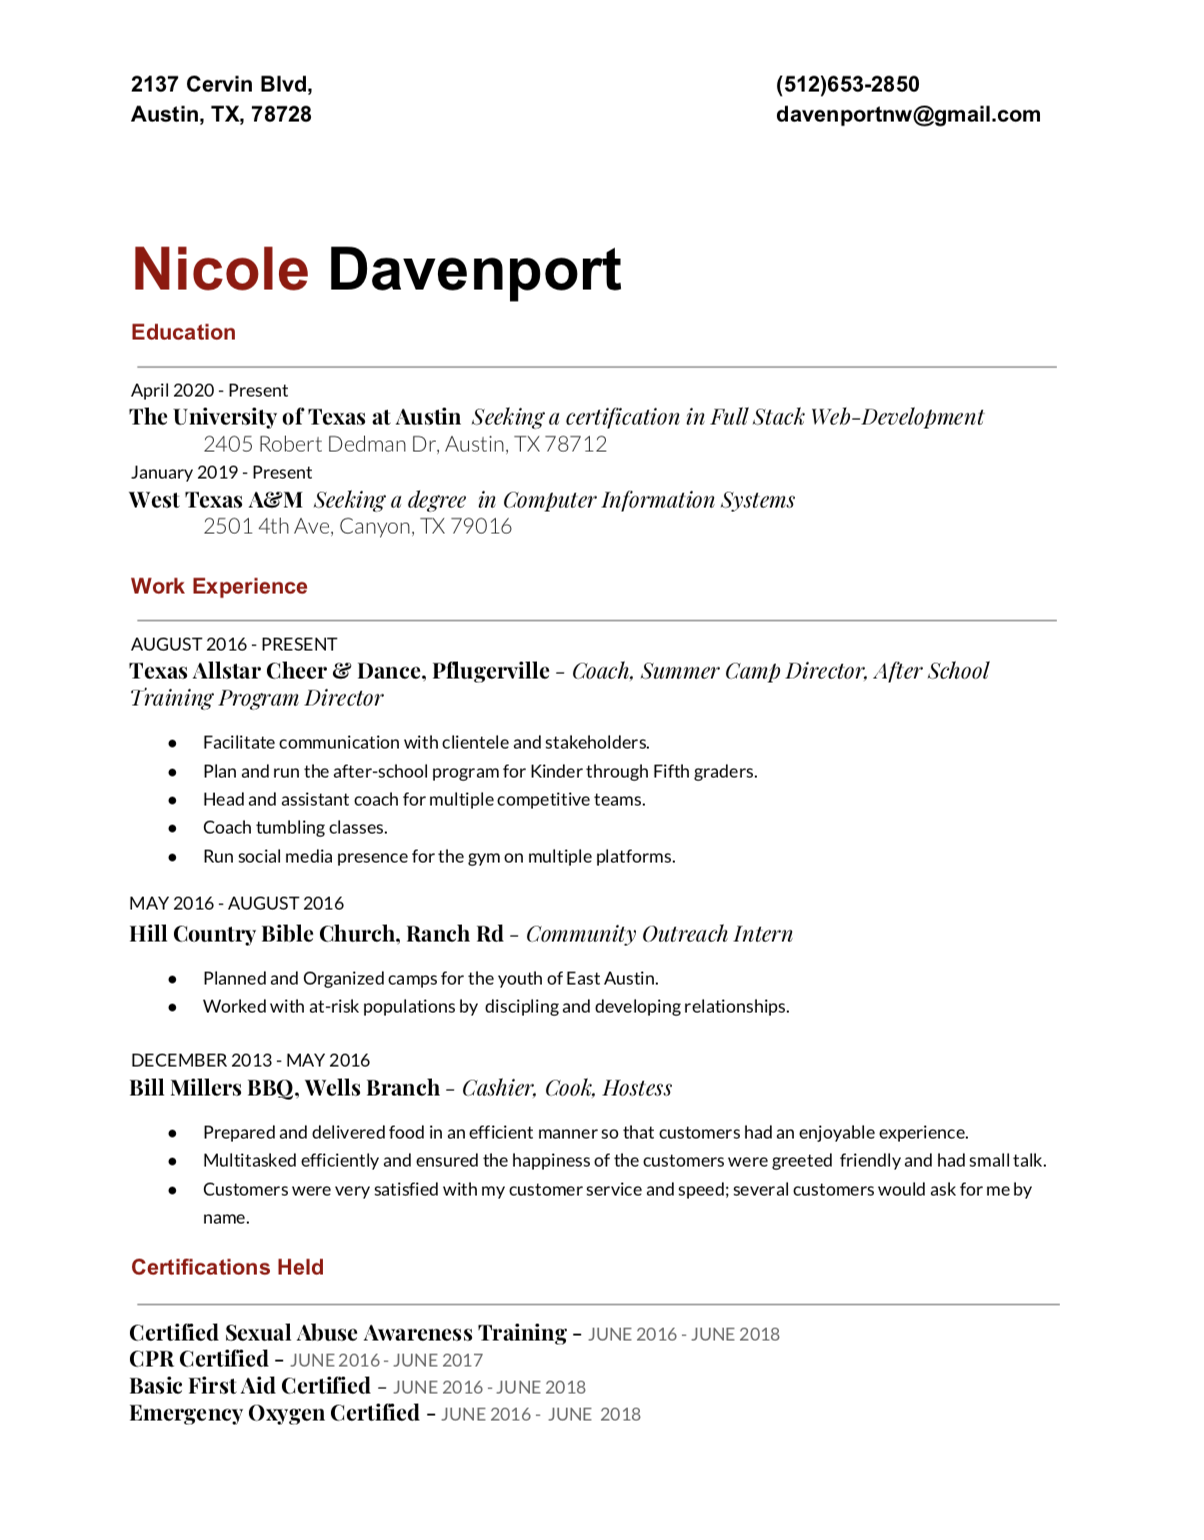 2137 Cervin Blvd,
Austin, TX, 78728
(512)653-2850
davenportnw@gmail.com
Nicole Davenport
Education
April 2020 - Present
The University of Texas at Austin Seeking a certification in Full Stack Web-Development
2405 Robert Dedman Dr, Austin, TX 78712
January 2019 - Present
West Texas A&M Seeking a degree in Computer Information Systems
2501 4th Ave, Canyon, TX 79016
Work Experience
AUGUST 2016 - PRESENT
Texas Allstar Cheer & Dance, Pflugerville – Coach, Summer Camp Director, After School
Training Program Director
● Facilitate communication with clientele and stakeholders.
● Plan and run the after-school program for Kinder through Fifth graders.
● Head and assistant coach for multiple competitive teams.
● Coach tumbling classes.
● Run social media presence for the gym on multiple platforms.
MAY 2016 - AUGUST 2016
Hill Country Bible Church, Ranch Rd – Community Outreach Intern
● Planned and Organized camps for the youth of East Austin.
● Worked with at-risk populations by discipling and developing relationships.
DECEMBER 2013 - MAY 2016
Bill Millers BBQ, Wells Branch – Cashier, Cook, Hostess
● Prepared and delivered food in an efficient manner so that customers had an enjoyable experience.
● Multitasked efficiently and ensured the happiness of the customers were greeted friendly and had small talk.
● Customers were very satisfied with my customer service and speed; several customers would ask for me by
name.
Certifications Held
Certified Sexual Abuse Awareness Training – JUNE 2016 - JUNE 2018
CPR Certified – JUNE 2016 - JUNE 2017
Basic First Aid Certified – JUNE 2016 - JUNE 2018
Emergency Oxygen Certified – JUNE 2016 - JUNE 2018